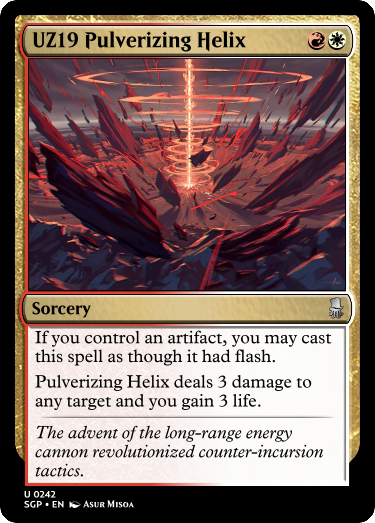 UZ19 Pulverizing Helix
Sorcery
If you control an artifact, you may cast
this spell as though it had flash.
Pulverizing Helix deals 3 damage to
any target and you gain 3 life.
The advent of the long-range energy
cannon revolutionized counter-incursion
tactics.
U 0242
SGP • EN Asur Misoa